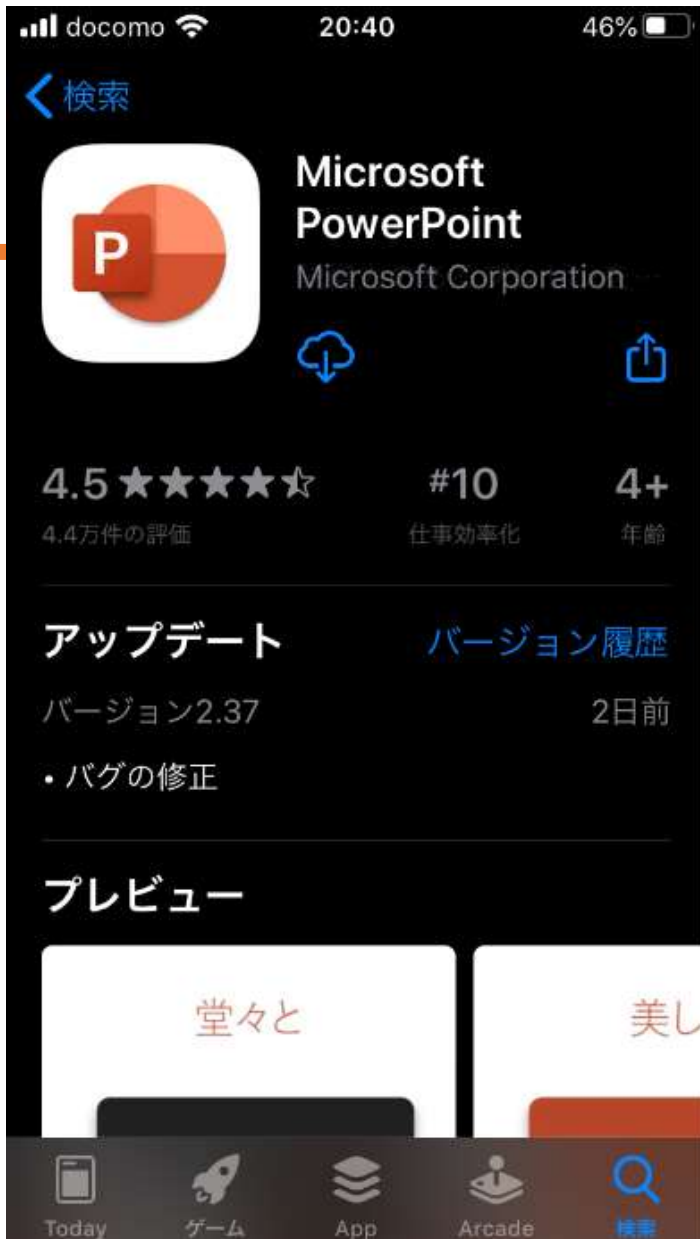 docomo 20:40 46%
検索
Microsoft
PowerPoint
Microsoft Corporation
P
4.5 #10 4+
4.4万件の評価 仕事効率化 年齢
アップデート バージョン履歴
バージョン2.37 2日前
• バグの修正
プレビュー
堂々と 美し
Today ゲーム App Arcade 検索